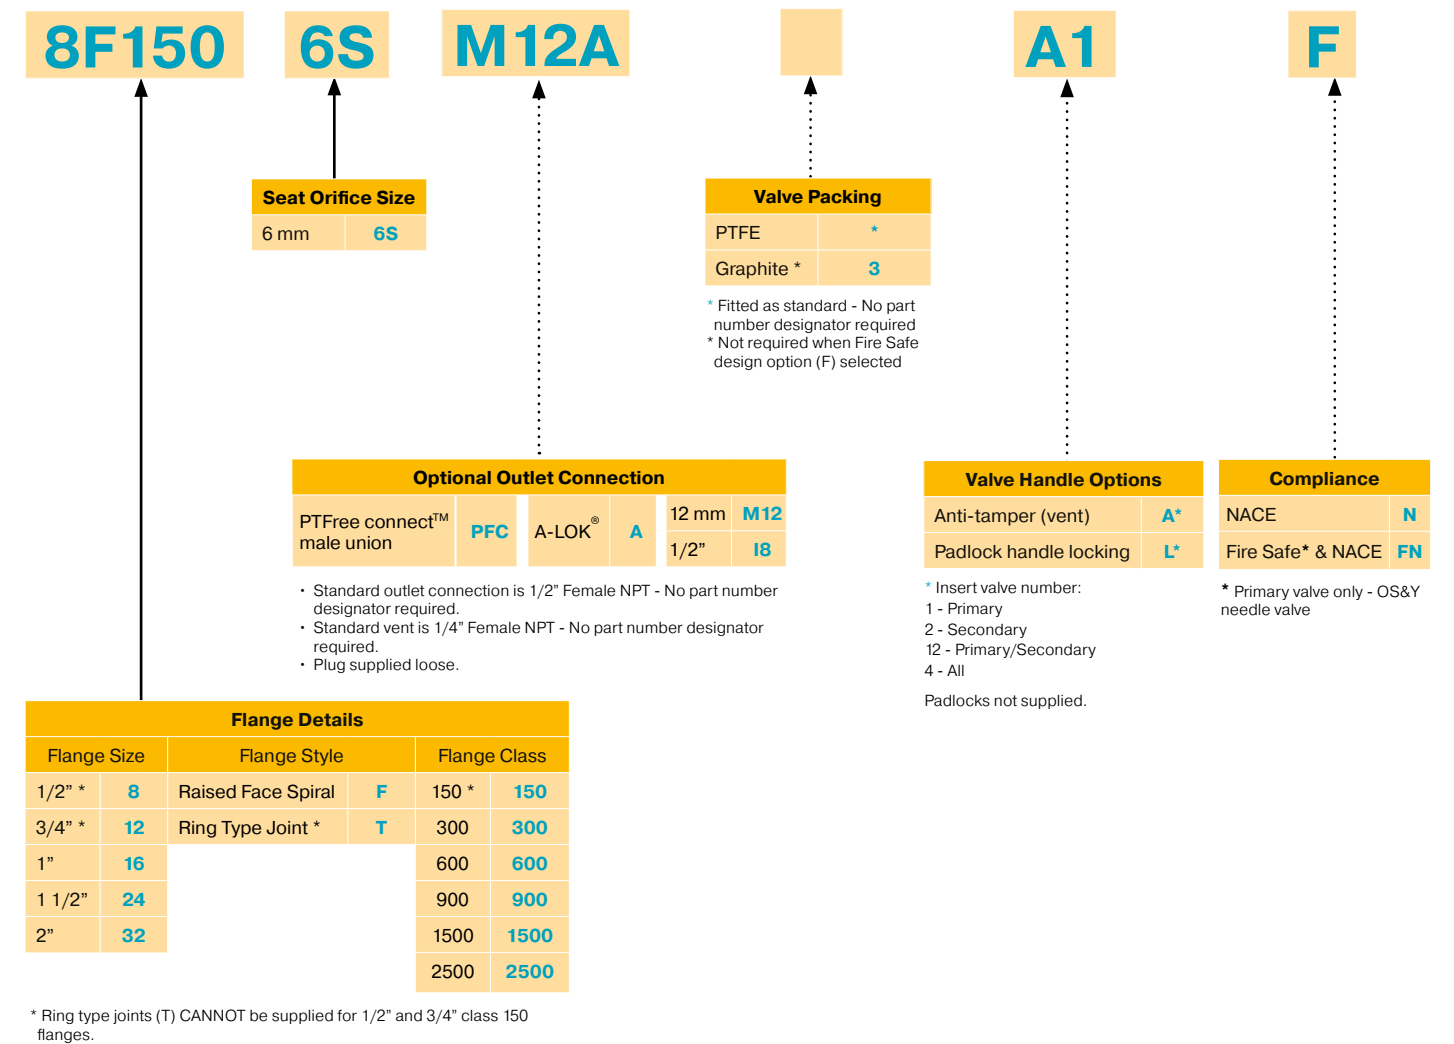 8F150 6S M12A A1 F
Seat Orifice Size
6 mm 6S
Valve Packing
PTFE *
Graphite * 3
* Fitted as standard - No part
number designator required
* Not required when Fire Safe
design option (F) selected
Optional Outlet Connection
PTFree connect™
male union
PFC
A-LOK®
A
12 mm M12
1/2” I8
• Standard outlet connection is 1/2” Female NPT - No part number
designator required.
• Standard vent is 1/4” Female NPT - No part number designator
required.
• Plug supplied loose.
Valve Handle Options
Anti-tamper (vent) A*
Padlock handle locking L*
* Insert valve number:
1 - Primary
2 - Secondary
12 - Primary/Secondary
4 - All
Padlocks not supplied.
Compliance
NACE N
Fire Safe* & NACE FN
* Primary valve only - OS&Y
needle valve
Flange Details
Flange Size Flange Style Flange Class
1/2” * 8 Raised Face Spiral F 150 * 150
3/4” * 12 Ring Type Joint * T 300 300
1” 16 600 600
1 1/2” 24 900 900
2” 32 1500 1500
2500 2500
* Ring type joints (T) CANNOT be supplied for 1/2” and 3/4” class 150
flanges.